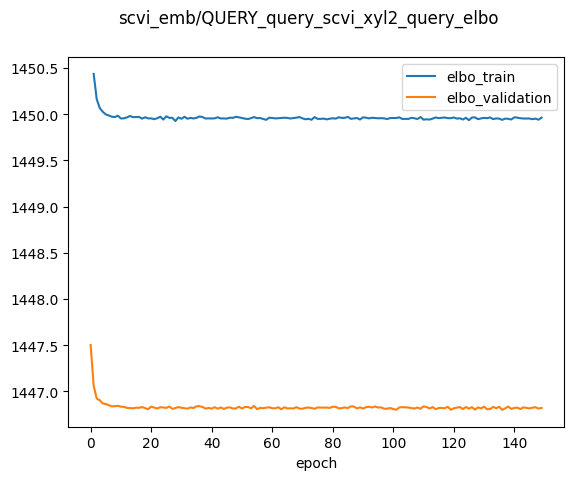 scvi_emb/QUERY_query_scvi_xyl2_query_elbo
1450.5
1450.0
1449.5
1449.0
1448.5
1448.0
1447.5
1447.0
elbo_train
elbo_validation
0 20 40 60 80 100 120 140
epoch